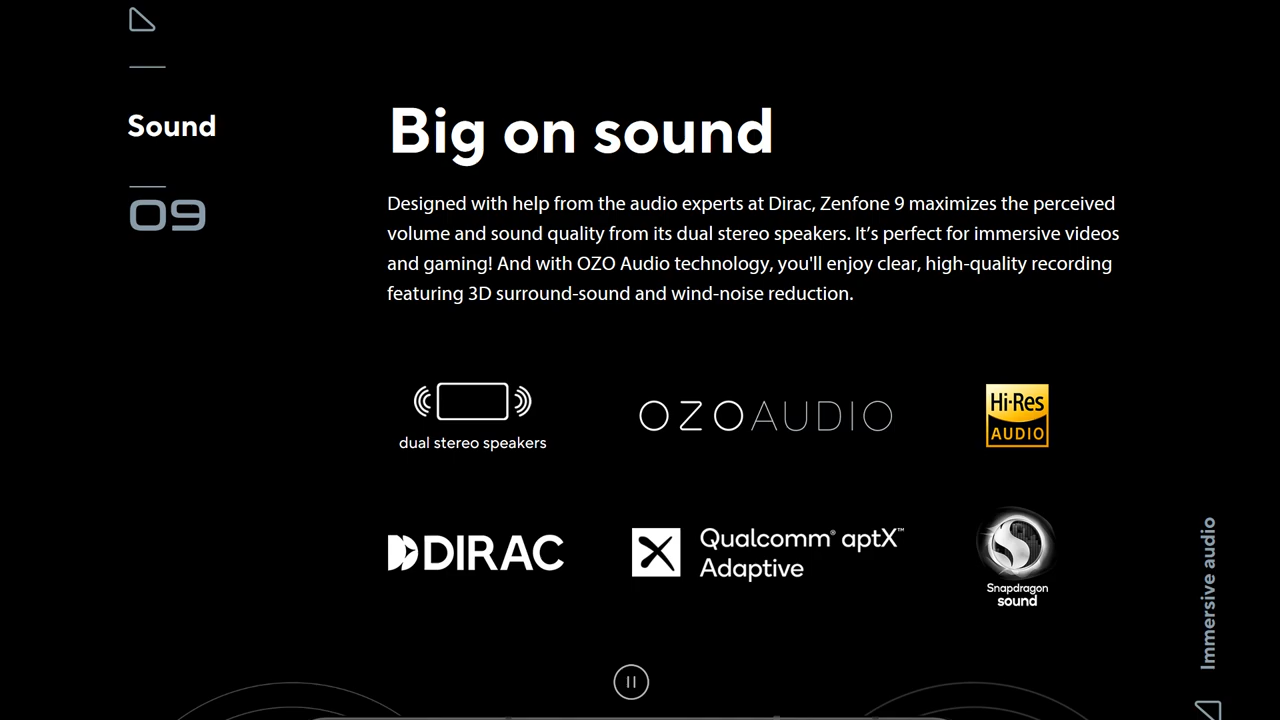 Sound
09
Big on sound
Designed with help from the audio experts at Dirac, Zenfone 9 maximizes the perceived
volume and sound quality from its dual stereo speakers. It’s perfect for immersive videos
and gaming! And with OZO Audio technology, you'll enjoy clear, high-quality recording
featuring 3D surround-sound and wind-noise reduction.
dual stereo speakers
OZOAUDIO
Hi-Res
AUDIO
DIRAC
Qualcomm® aptX™
Adaptive
Snapdragon
sound
Immersive audio